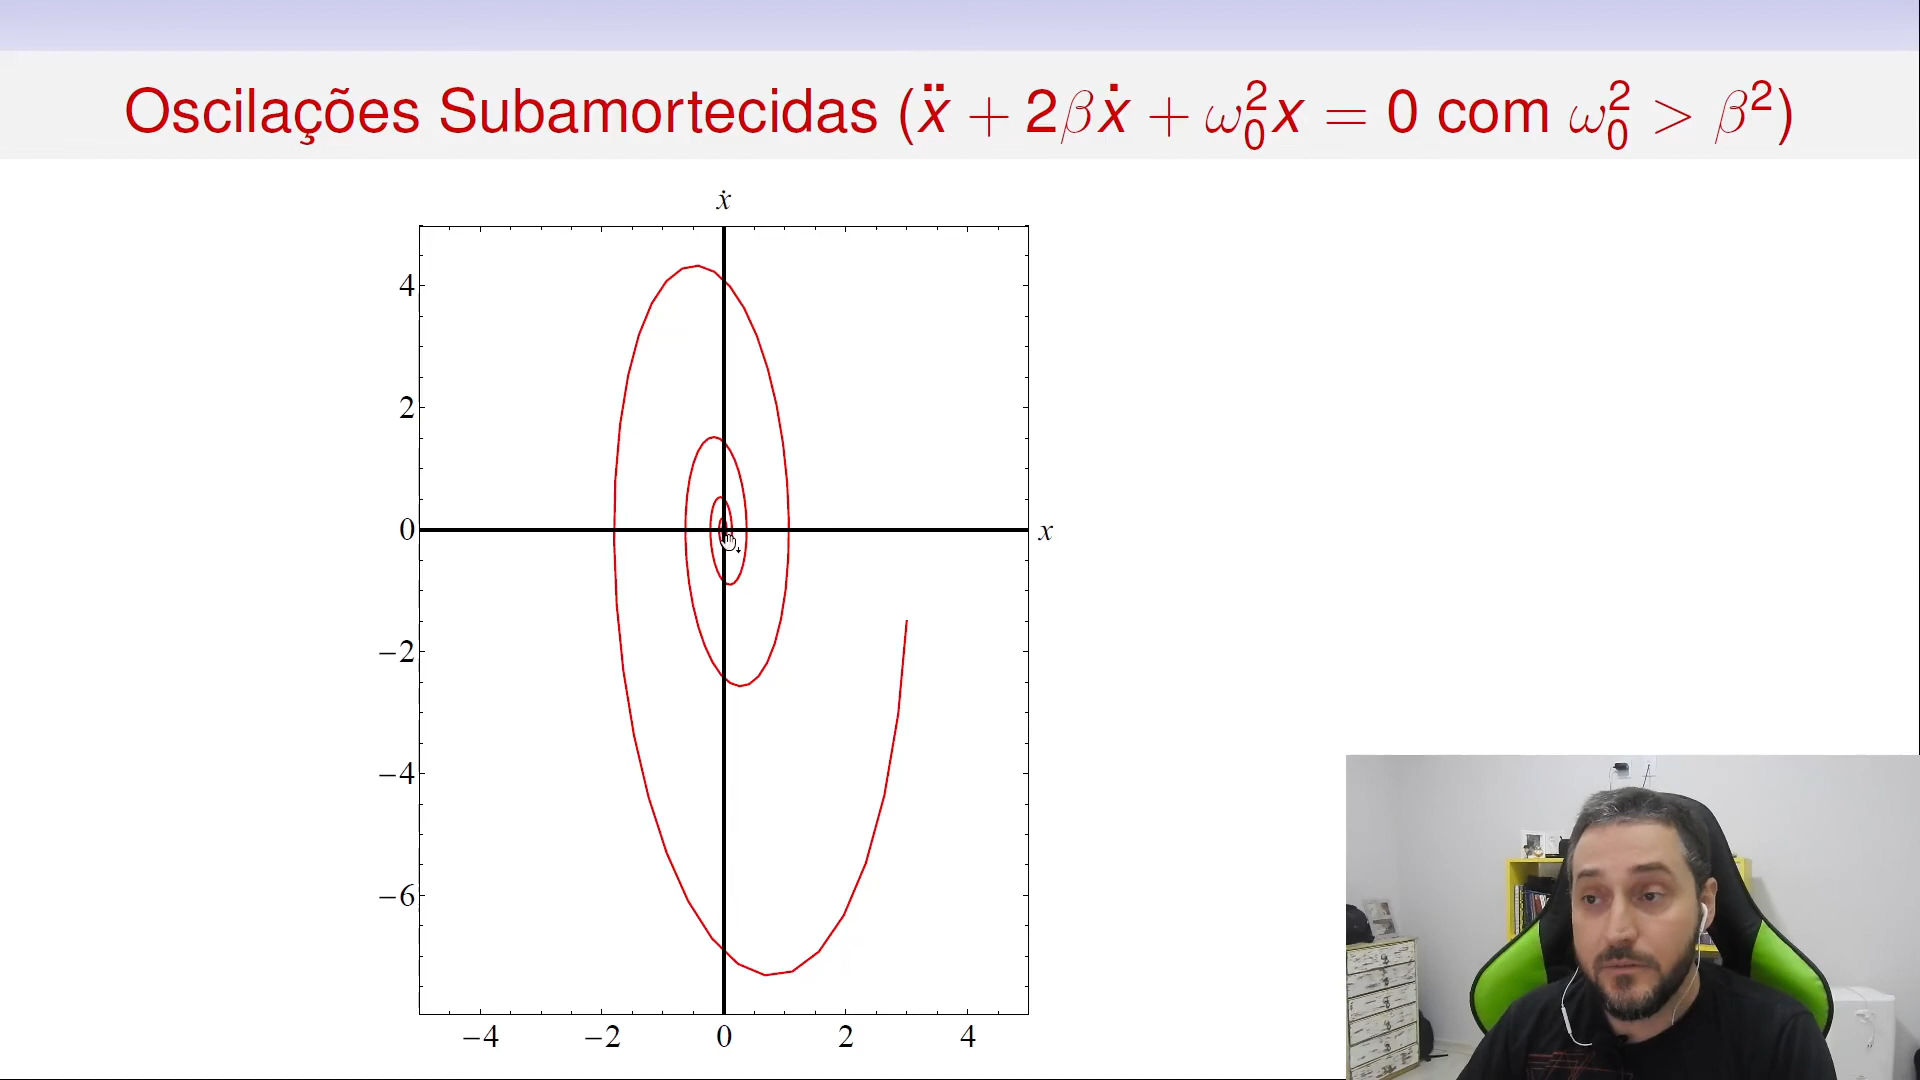 Oscilações Subamortecidas (ẍ + 2βẋ + ω₀²x = 0 com ω₀² > β²)
ẋ
4
2
0
x
−2
−4
−6
−4 −2 0 2 4